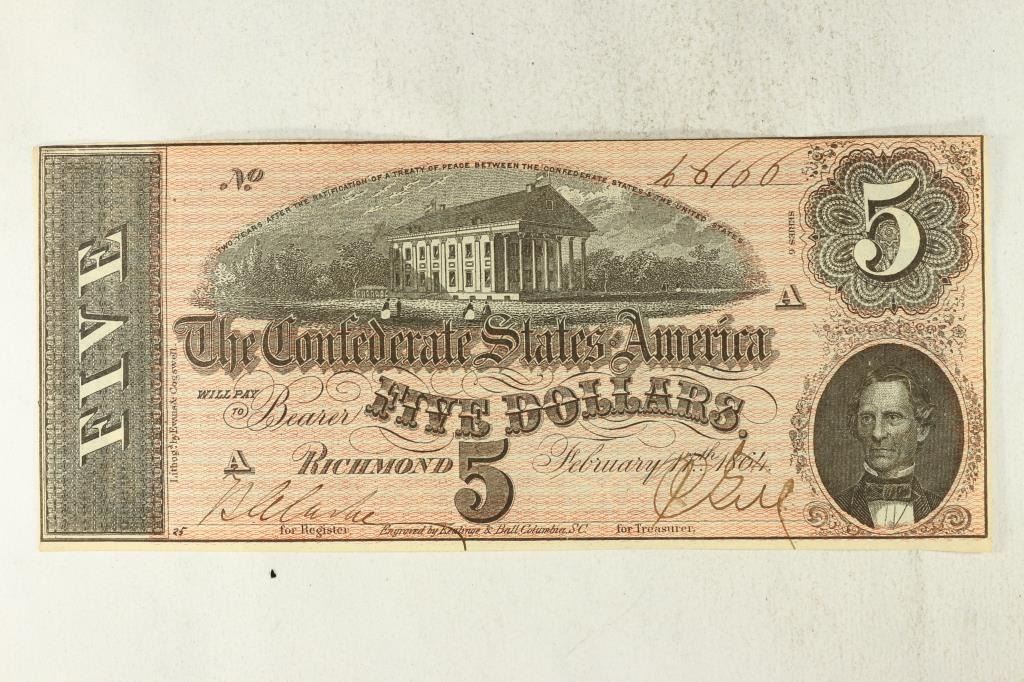 No
TWO YEARS AFTER THE RATIFICATION OF A TREATY OF PEACE BETWEEN THE CONFEDERATE STATES & THE UNITED STATES
SERIES 6
5
A
FIVE
The Confederate States of America
WILL PAY
TO Bearer FIVE DOLLARS.
A RICHMOND 5 February 17th 1864.
for Register
Engraved by Keatinge & Ball, Columbia, S.C.
for Treasurer.
25
Lithog'd by Evans & Cogswell